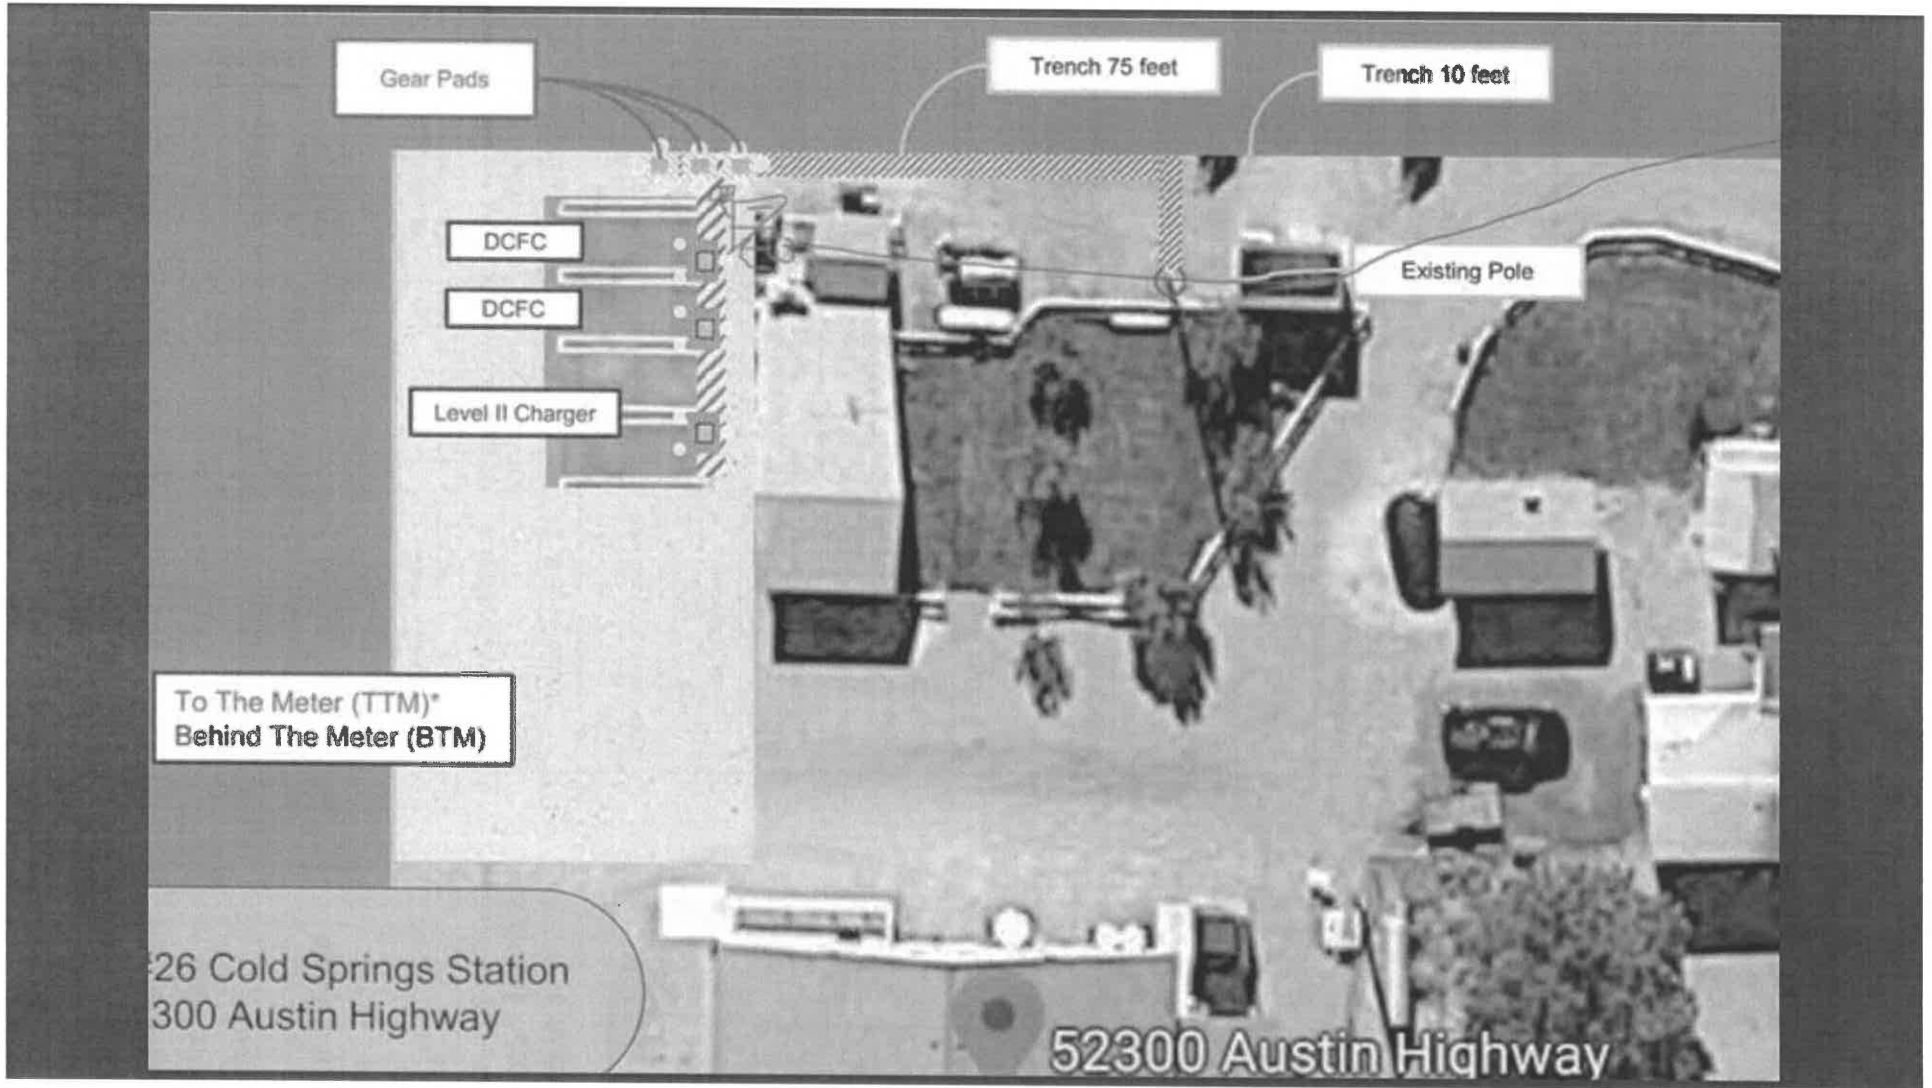 Gear Pads
Trench 75 feet
Trench 10 feet
DCFC
DCFC
Existing Pole
Level II Charger
To The Meter (TTM)*
Behind The Meter (BTM)
26 Cold Springs Station
300 Austin Highway
52300 Austin Highway